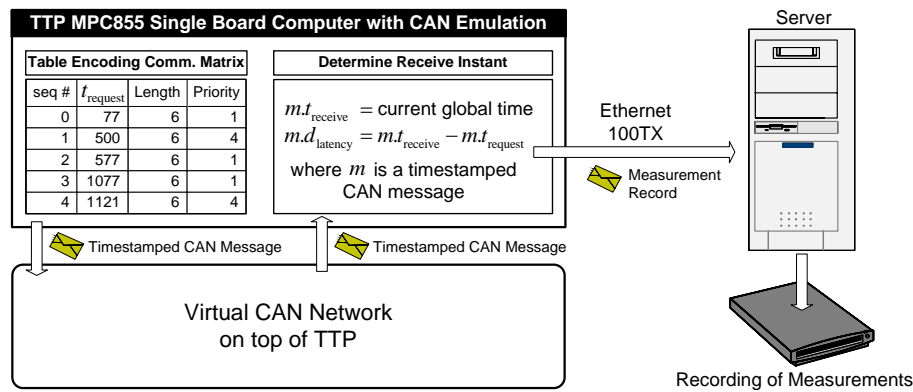 TTP MPC855 Single Board Computer with CAN Emulation
Table Encoding Comm. Matrix
seq # t_request Length Priority
0 77 6 1
1 500 6 4
2 577 6 1
3 1077 6 1
4 1121 6 4
Determine Receive Instant
m.t_receive = current global time
m.d_latency = m.t_receive − m.t_request
where m is a timestamped
CAN message
Timestamped CAN Message
Timestamped CAN Message
Virtual CAN Network
on top of TTP
Ethernet
100TX
Measurement
Record
Server
Recording of Measurements